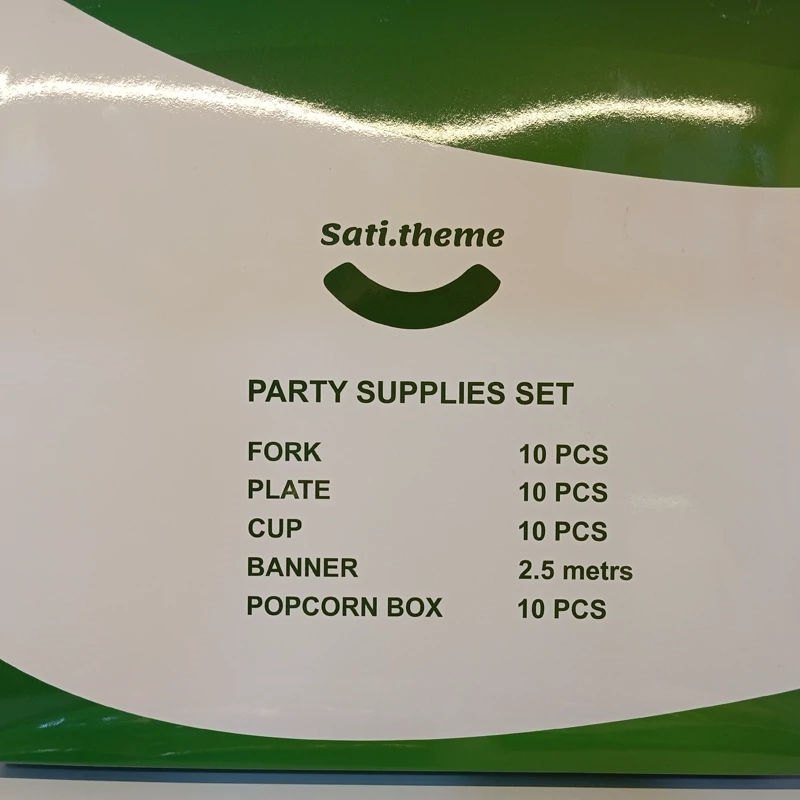 Sati.theme
PARTY SUPPLIES SET
FORK 10 PCS
PLATE 10 PCS
CUP 10 PCS
BANNER 2.5 metrs
POPCORN BOX 10 PCS